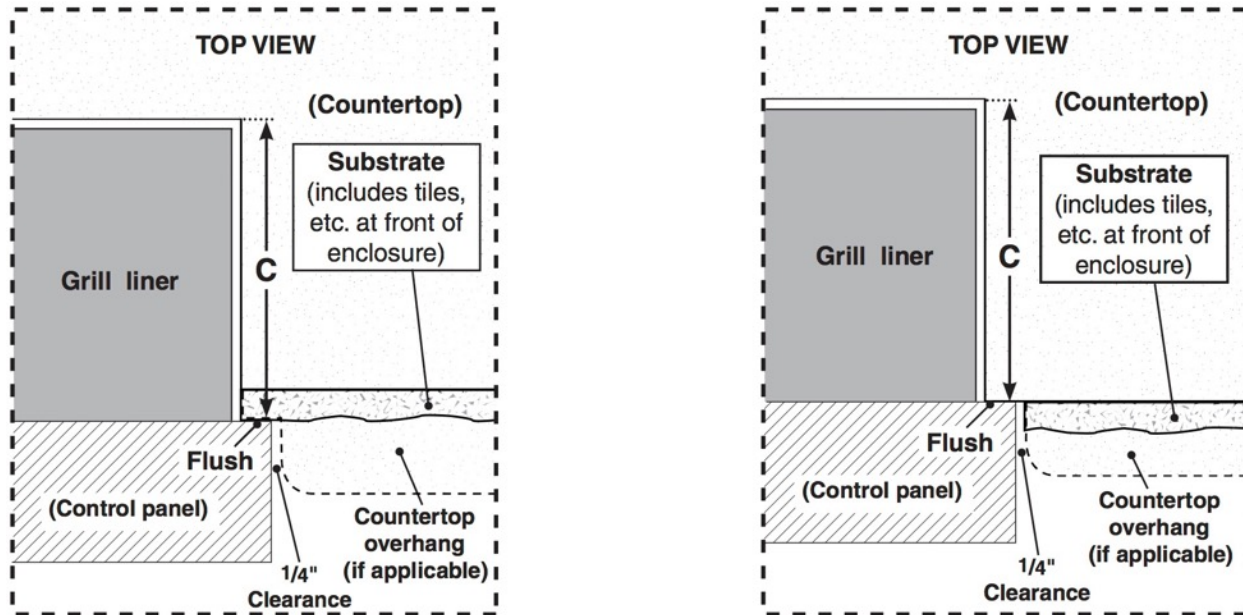 TOP VIEW
(Countertop)
Substrate
(includes tiles,
etc. at front of
enclosure)
C
Grill liner
Flush
(Control panel)
Countertop
overhang
(if applicable)
1/4"
Clearance
TOP VIEW
(Countertop)
Substrate
(includes tiles,
etc. at front of
enclosure)
C
Grill liner
Flush
(Control panel)
Countertop
overhang
(if applicable)
1/4"
Clearance